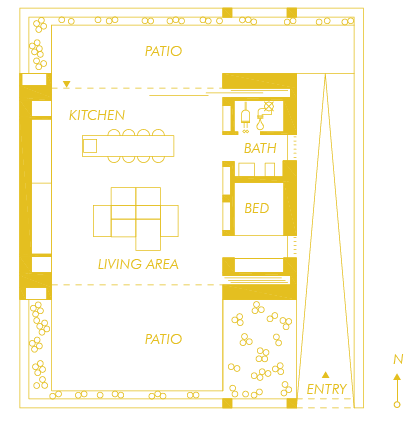 PATIO
KITCHEN
BATH
BED
LIVING AREA
PATIO
N
ENTRY